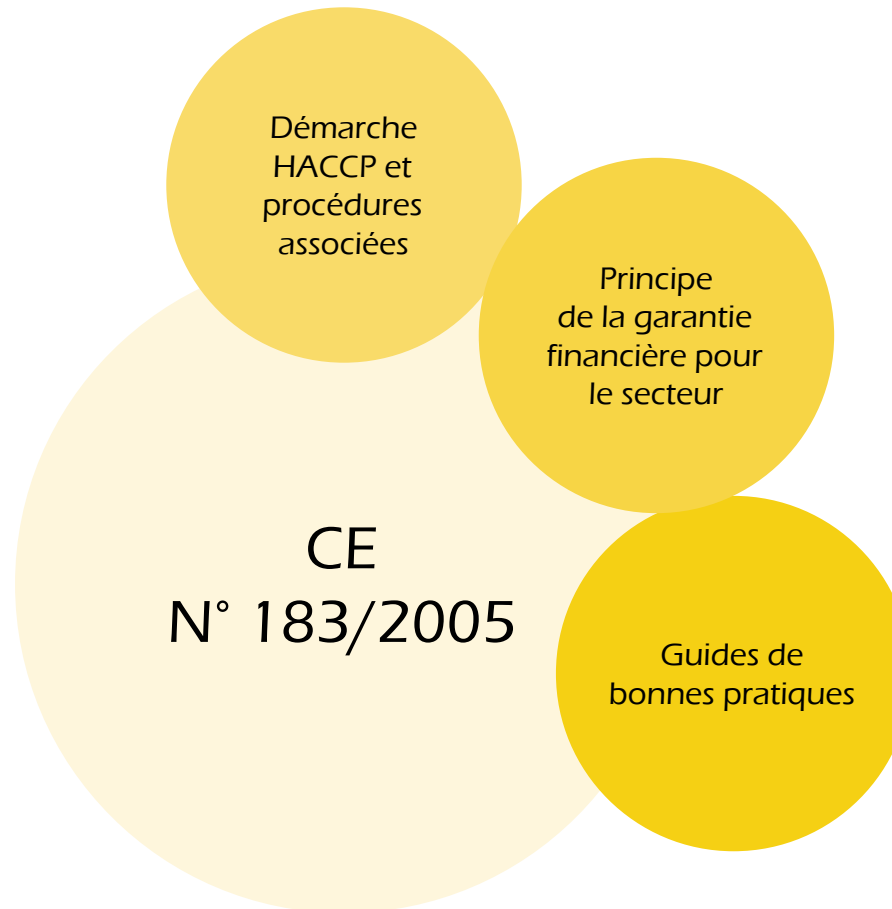 Démarche
HACCP et
procédures
associées
Principe
de la garantie
financière pour
le secteur
CE
N° 183/2005
Guides de
bonnes pratiques